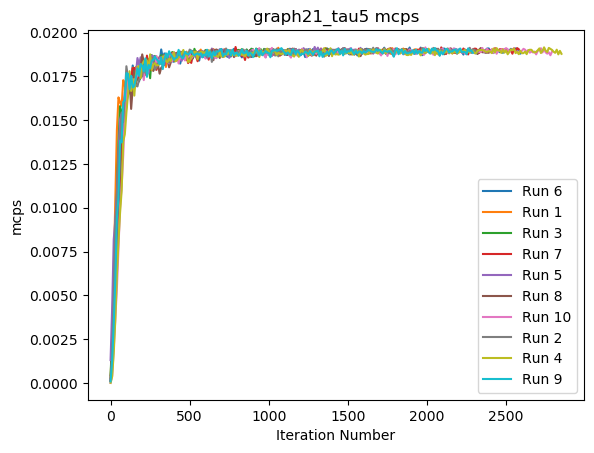 graph21_tau5 mcps
mcps
0.0200
0.0175
0.0150
0.0125
0.0100
0.0075
0.0050
0.0025
0.0000
Run 6
Run 1
Run 3
Run 7
Run 5
Run 8
Run 10
Run 2
Run 4
Run 9
0 500 1000 1500 2000 2500
Iteration Number